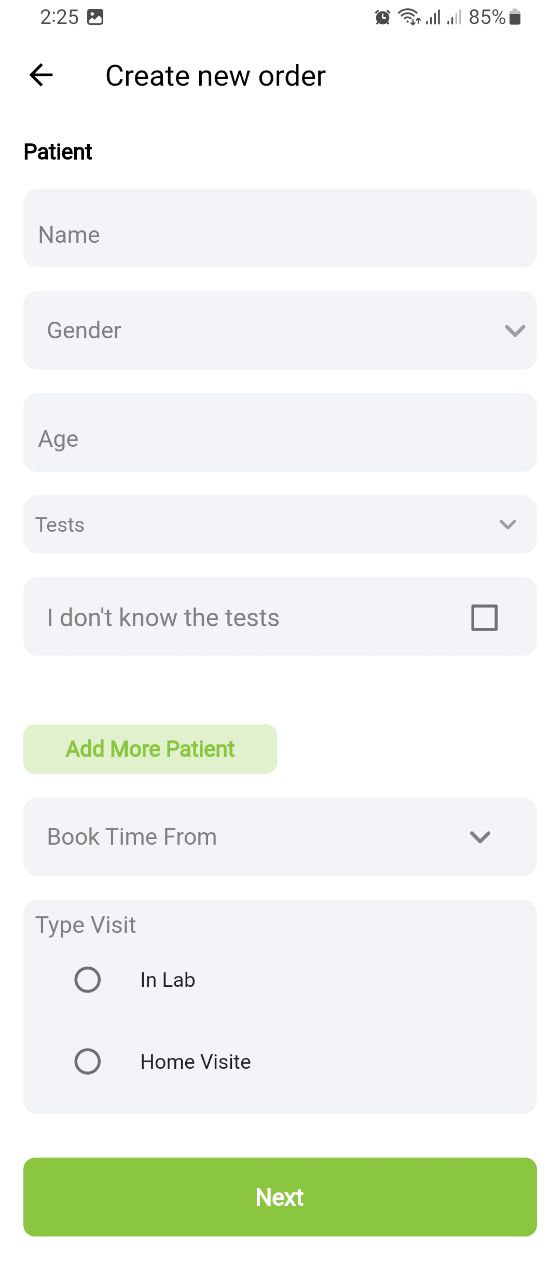 2:25 85%
Create new order
Patient
Name
Gender
Age
Tests
I don't know the tests
Add More Patient
Book Time From
Type Visit
In Lab
Home Visite
Next